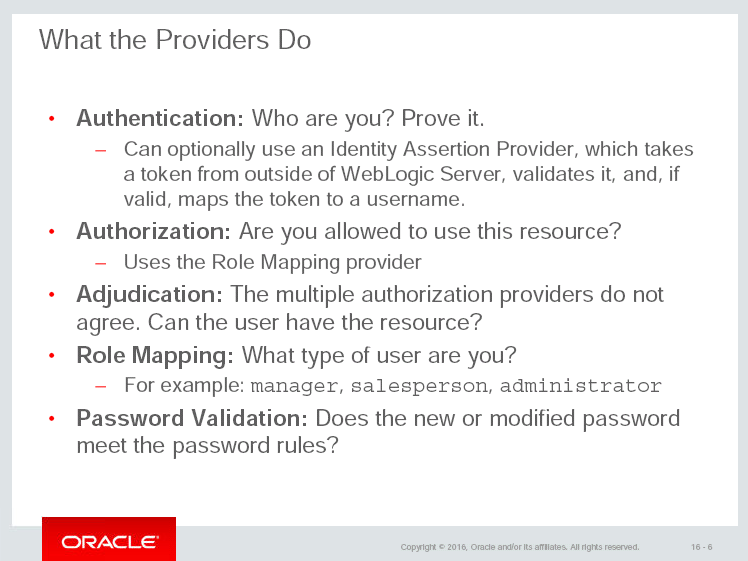 What the Providers Do
• Authentication: Who are you? Prove it.
– Can optionally use an Identity Assertion Provider, which takes
a token from outside of WebLogic Server, validates it, and, if
valid, maps the token to a username.
• Authorization: Are you allowed to use this resource?
– Uses the Role Mapping provider
• Adjudication: The multiple authorization providers do not
agree. Can the user have the resource?
• Role Mapping: What type of user are you?
– For example: manager, salesperson, administrator
• Password Validation: Does the new or modified password
meet the password rules?
ORACLE
Copyright © 2016, Oracle and/or its affiliates. All rights reserved.
16 - 6